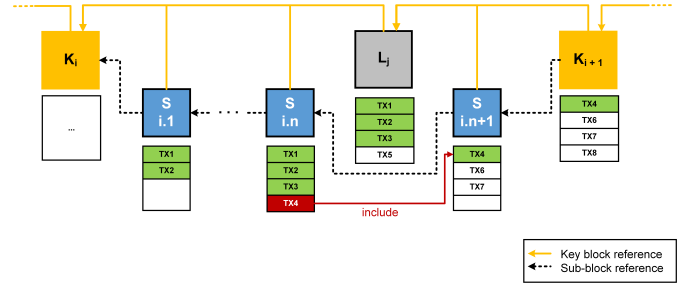 Ki
Lj
Ki + 1
S
i.1
. . .
S
i.n
S
i.n+1
...
TX1
TX2
TX1
TX2
TX3
TX4
TX1
TX2
TX3
TX5
TX4
TX6
TX7
TX4
TX6
TX7
TX8
include
Key block reference
Sub-block reference